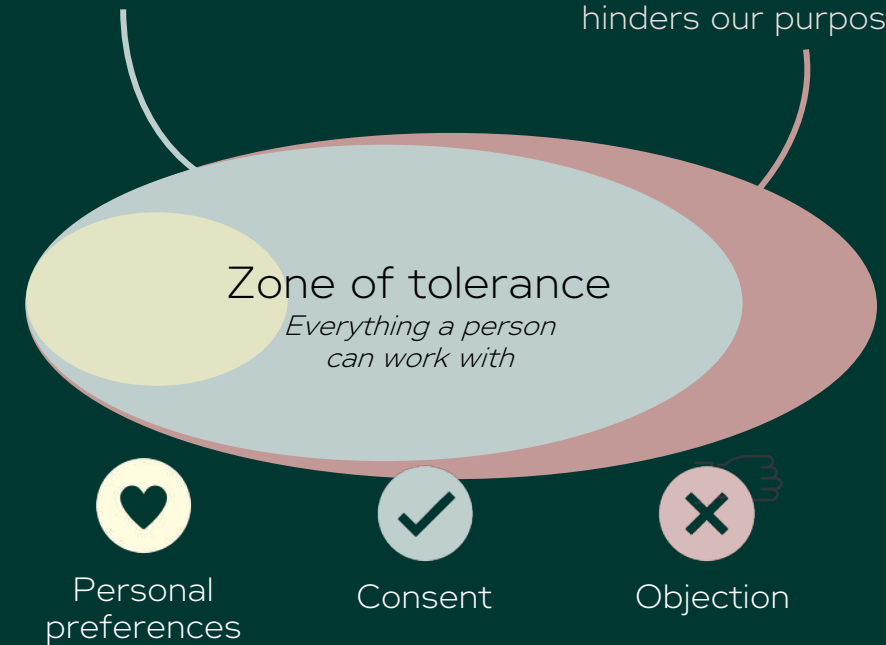 hinders our purpos
Zone of tolerance
Everything a person
can work with
Personal
preferences
Consent
Objection